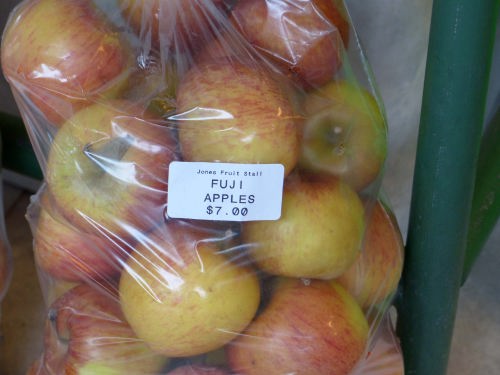 Jones Fruit Stall
FUJI
APPLES
$7.00